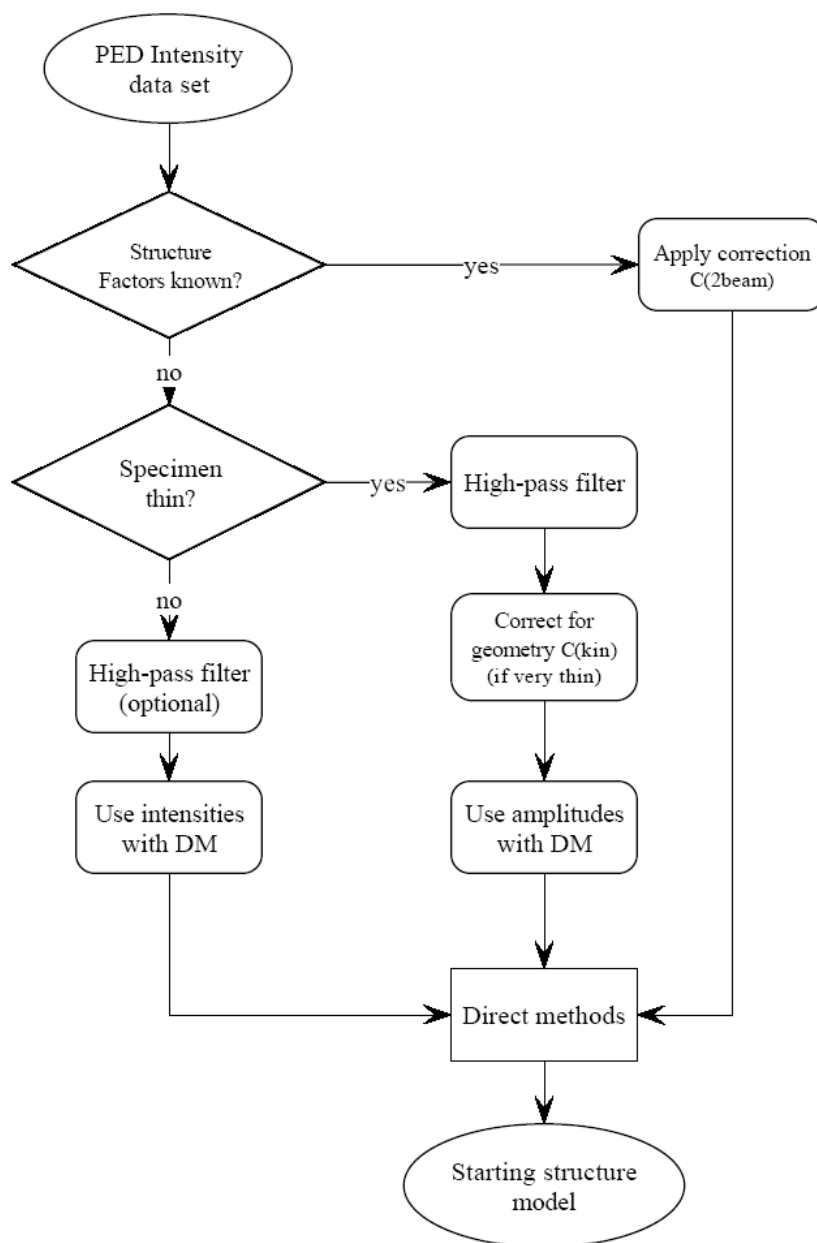 PED Intensity
data set
Structure
Factors known?
yes
Apply correction
C(2beam)
no
Specimen
thin?
yes
High-pass filter
no
High-pass filter
(optional)
Correct for
geometry C(kin)
(if very thin)
Use intensities
with DM
Use amplitudes
with DM
Direct methods
Starting structure
model